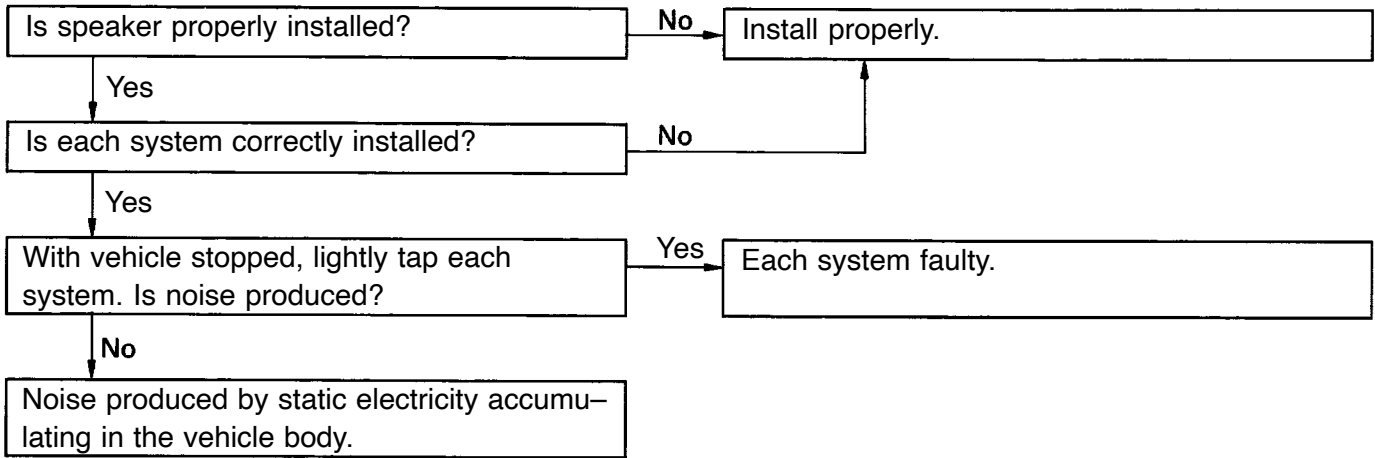 Is speaker properly installed?
No
Install properly.
Yes
Is each system correctly installed?
No
Yes
With vehicle stopped, lightly tap each
system. Is noise produced?
Yes
Each system faulty.
No
Noise produced by static electricity accumu–
lating in the vehicle body.